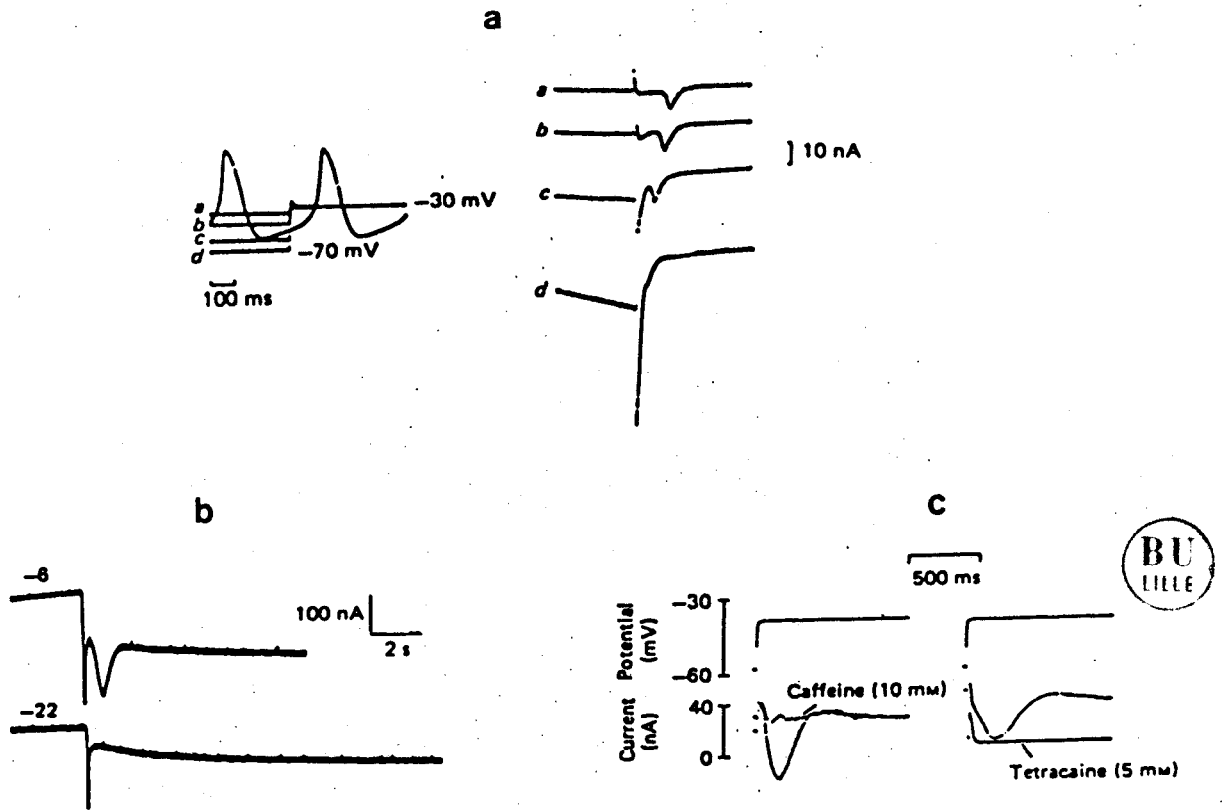 a
a
b
] 10 nA
c
d
a
b
c
d
−30 mV
−70 mV
100 ms
b
−6
100 nA
2 s
−22
c
500 ms
BU
LILLE
−30
Potential
(mV)
−60
Caffeine (10 mM)
40
Current
(nA)
0
Tetracaine (5 mM)